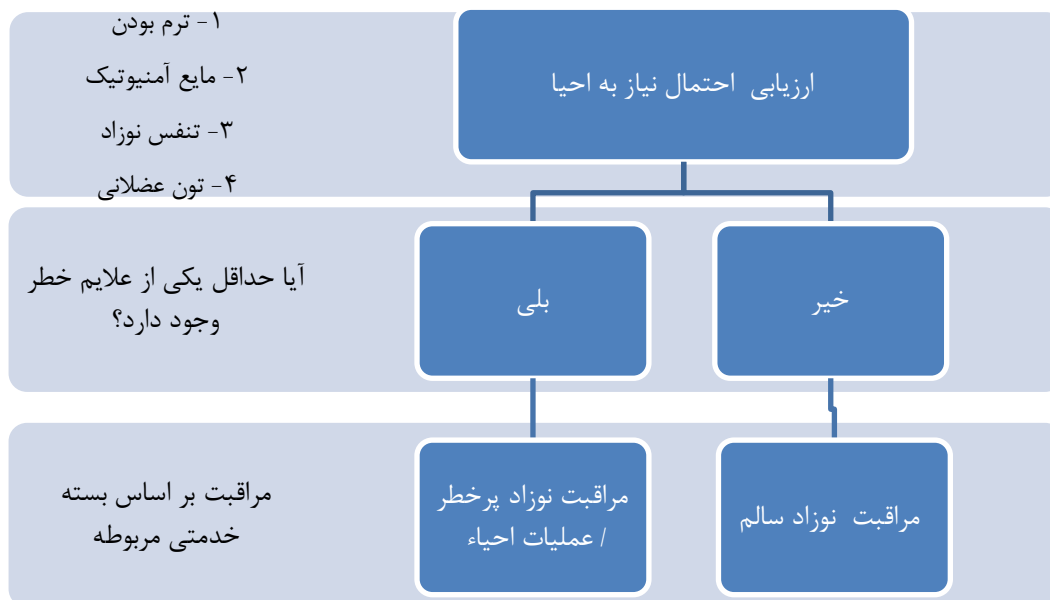 ارزیابی احتمال نیاز به احیا
۱- ترم بودن
۲- مایع آمنیوتیک
۳- تنفس نوزاد
۴- تون عضلانی
خیر
بلی
آیا حداقل یکی از علایم خطر
وجود دارد؟
مراقبت نوزاد سالم
مراقبت نوزاد پرخطر
/ عملیات احیاء
مراقبت بر اساس بسته
خدمتی مربوطه